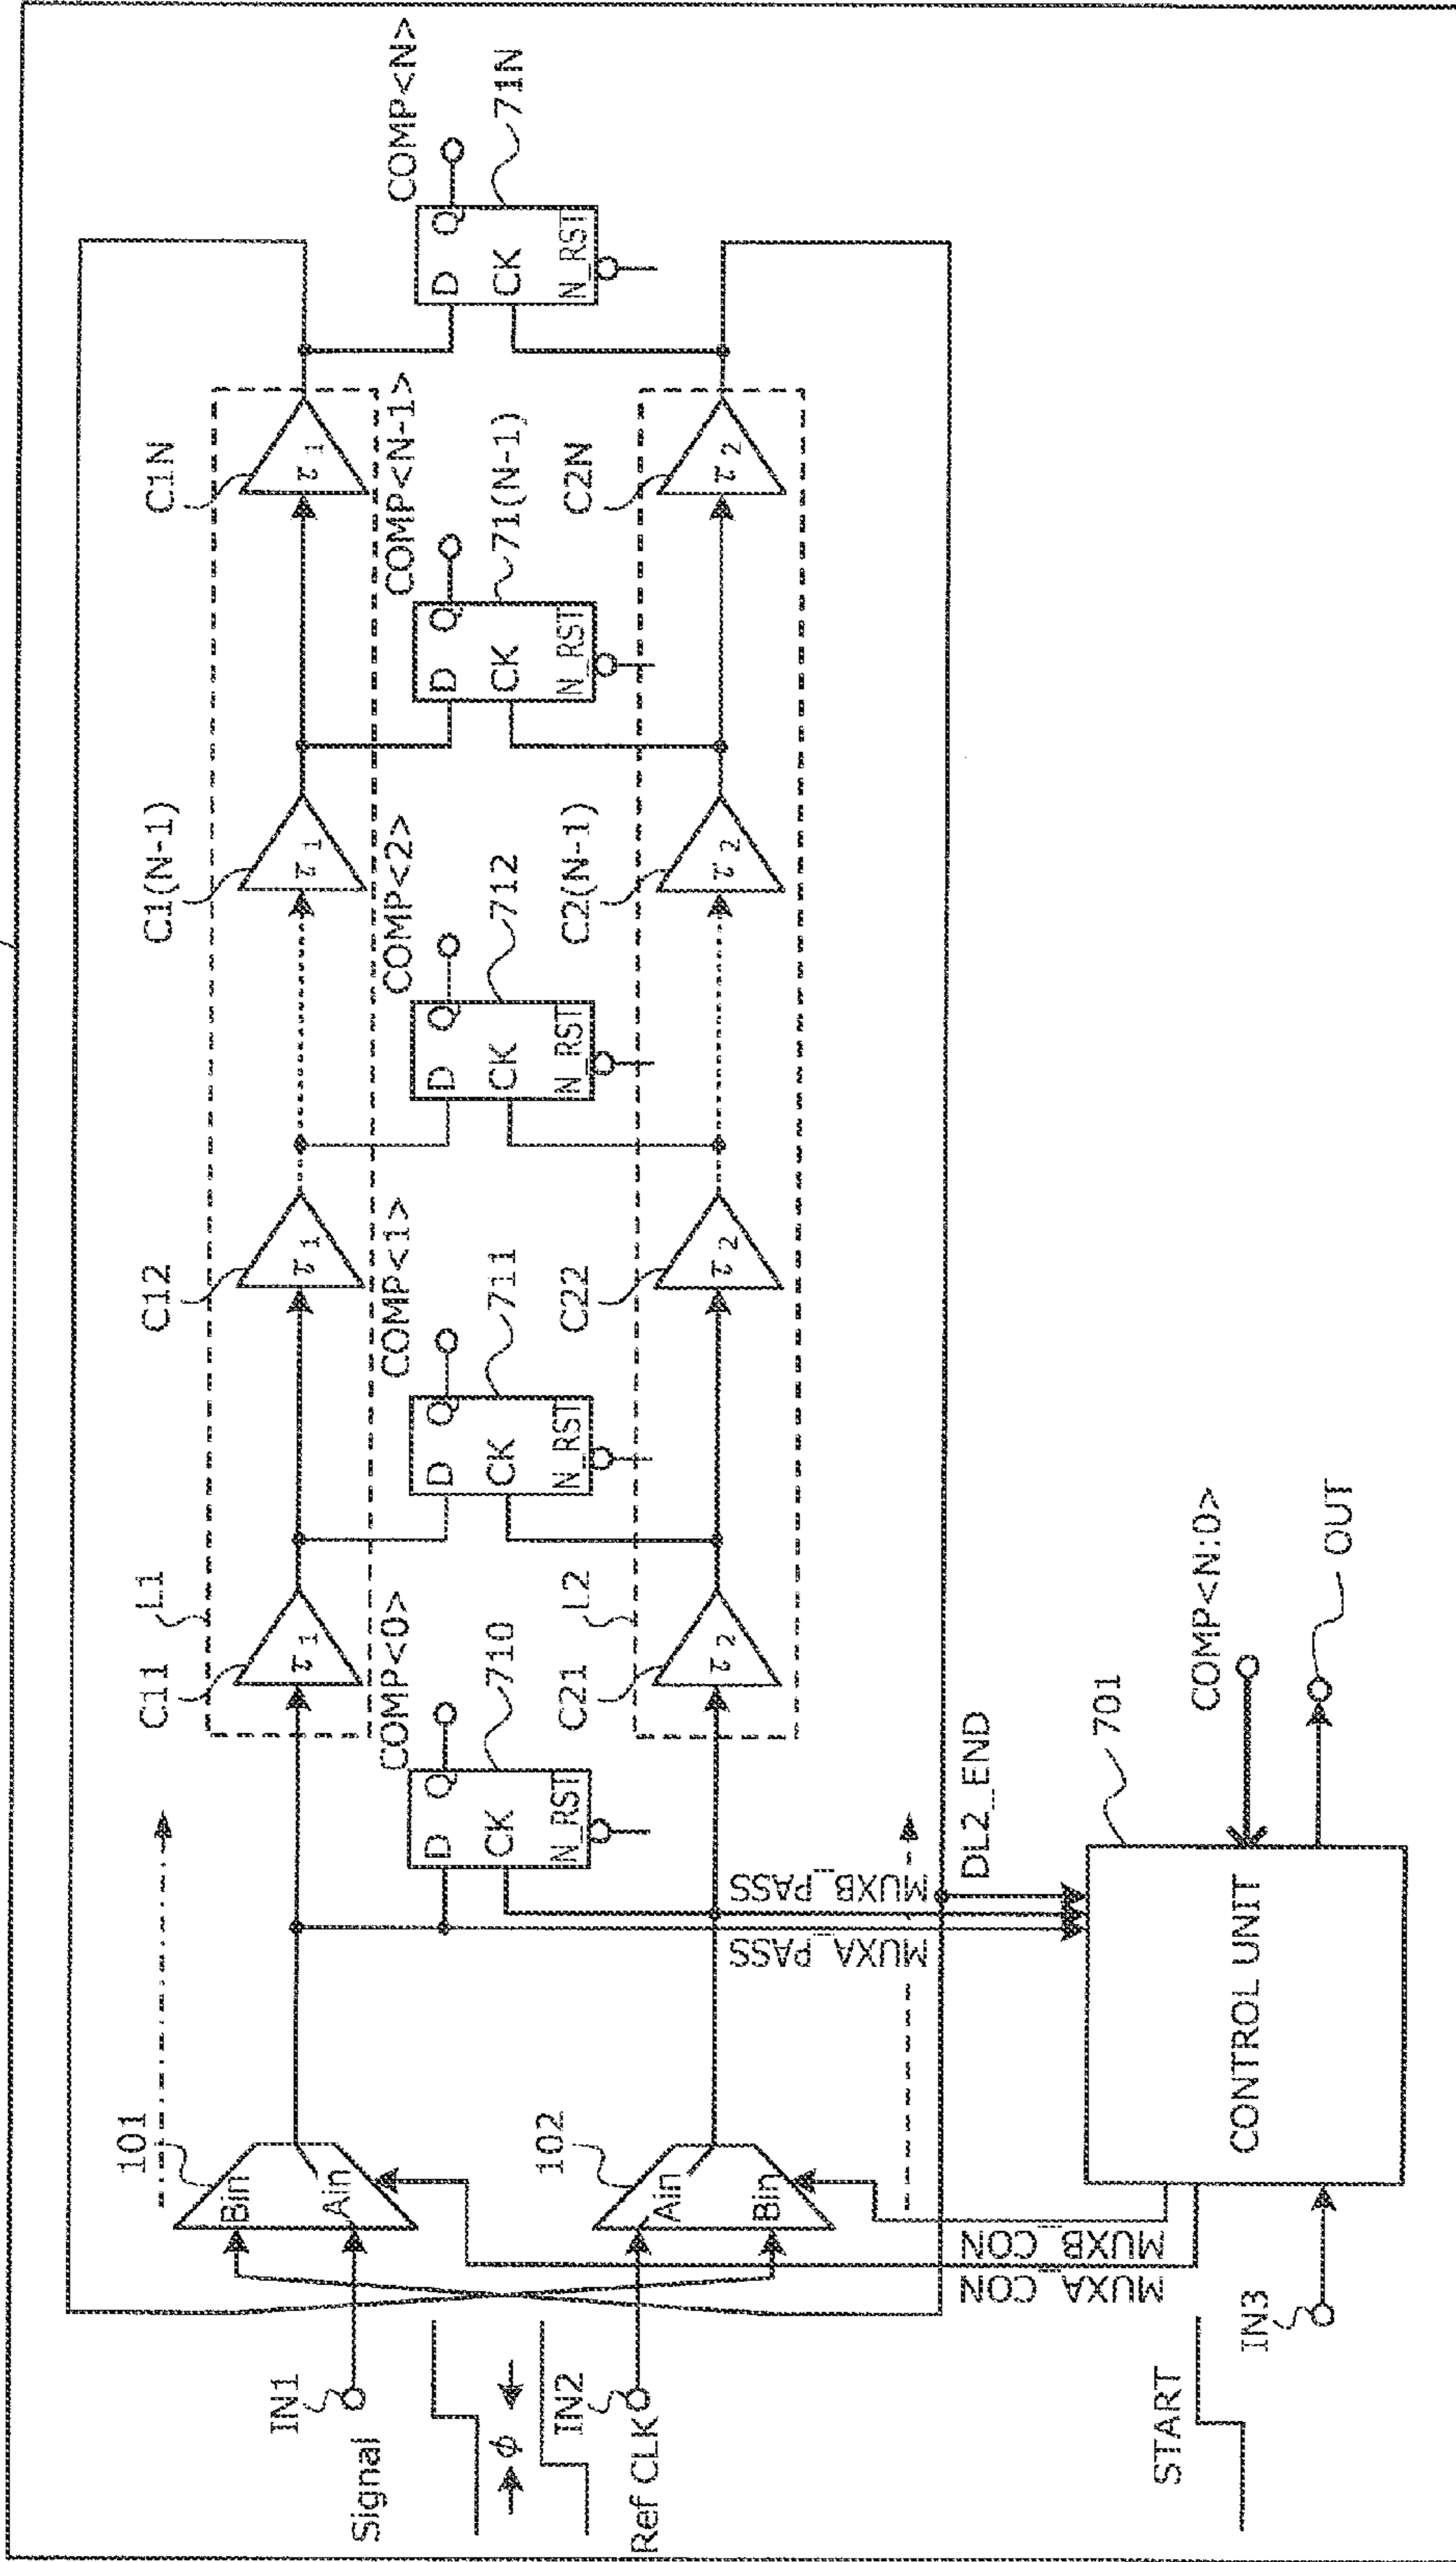 101
Bin
Ain
IN1
Signal
ϕ
C11
L1
τ1
C12
τ1
C1(N-1)
τ1
C1N
τ1
COMP<0>
D Q
CK
N_RST
710
COMP<1>
D Q
CK
N_RST
711
COMP<2>
D Q
CK
N_RST
712
COMP<N-1>
D Q
CK
N_RST
71(N-1)
COMP<N>
D Q
CK
N_RST
71N
102
Ain
Bin
IN2
Ref CLK
C21
L2
τ2
C22
τ2
C2(N-1)
τ2
C2N
τ2
MUXB_PASS
MUXA_PASS
DL2_END
MUXB_CON
MUXA_CON
START
IN3
CONTROL UNIT
701
COMP<N:0>
OUT